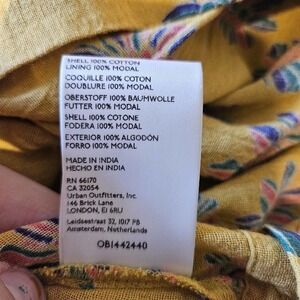 SHELL 100% COTTON
LINING 100% MODAL
COQUILLE 100% COTON
DOUBLURE 100% MODAL
OBERSTOFF 100% BAUMWOLLE
FUTTER 100% MODAL
SHELL 100% COTONE
FODERA 100% MODAL
EXTERIOR 100% ALGODÓN
FORRO 100% MODAL
MADE IN INDIA
HECHO EN INDIA
RN 66170
CA 32054
Urban Outfitters, Inc.
146 Brick Lane
LONDON, E1 6RU
Leidsestraat 32, 1017 PB
Amsterdam, Netherlands
OB1442440